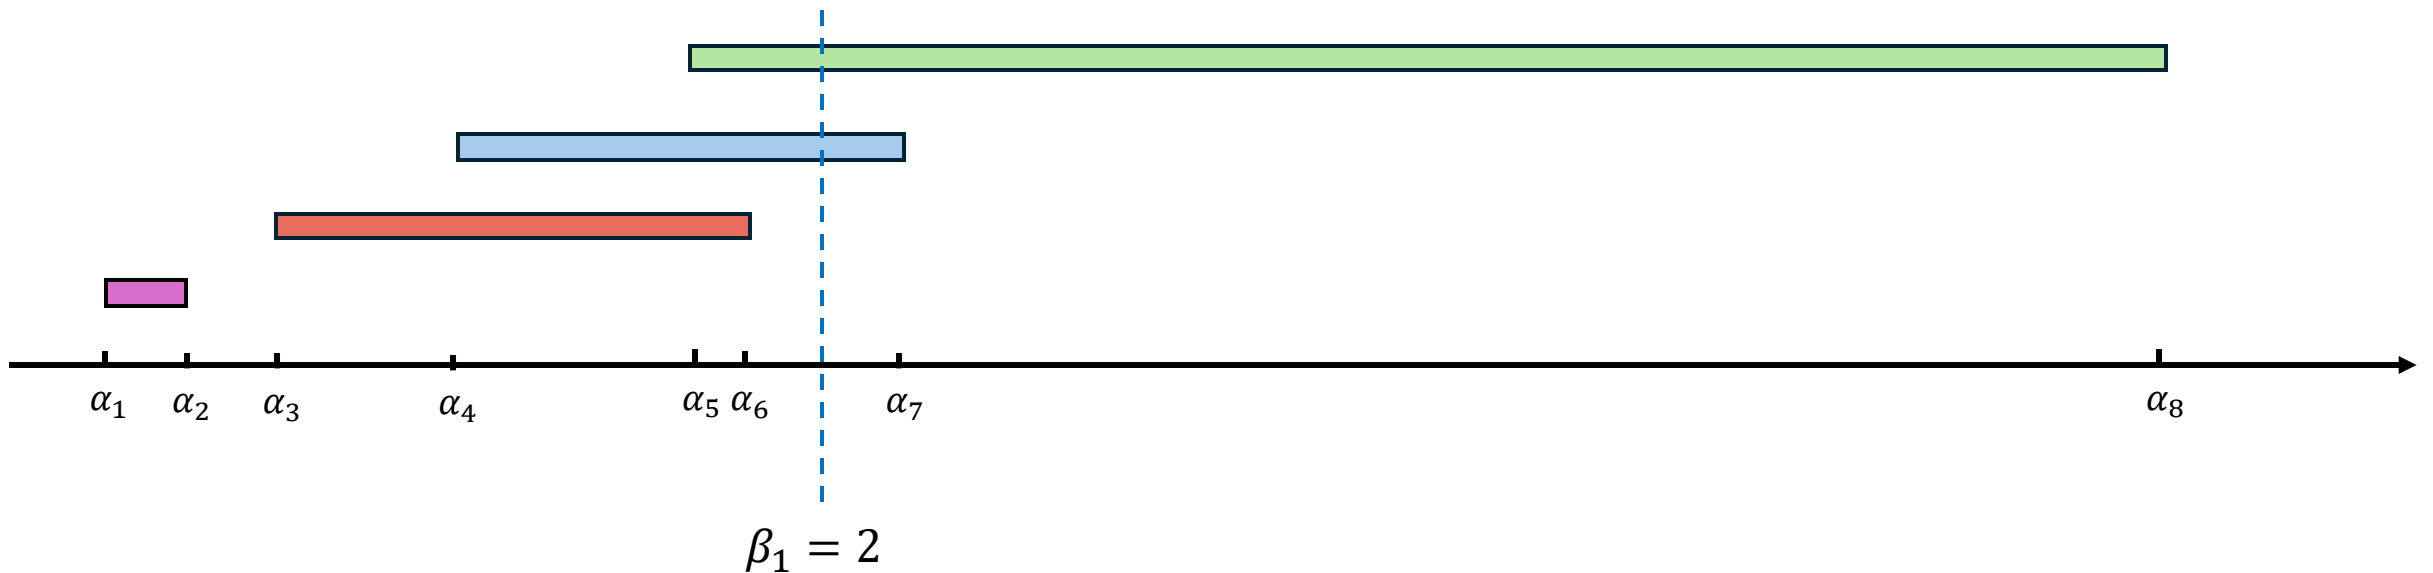 α₁ α₂ α₃ α₄ α₅ α₆ α₇ α₈
β₁ = 2